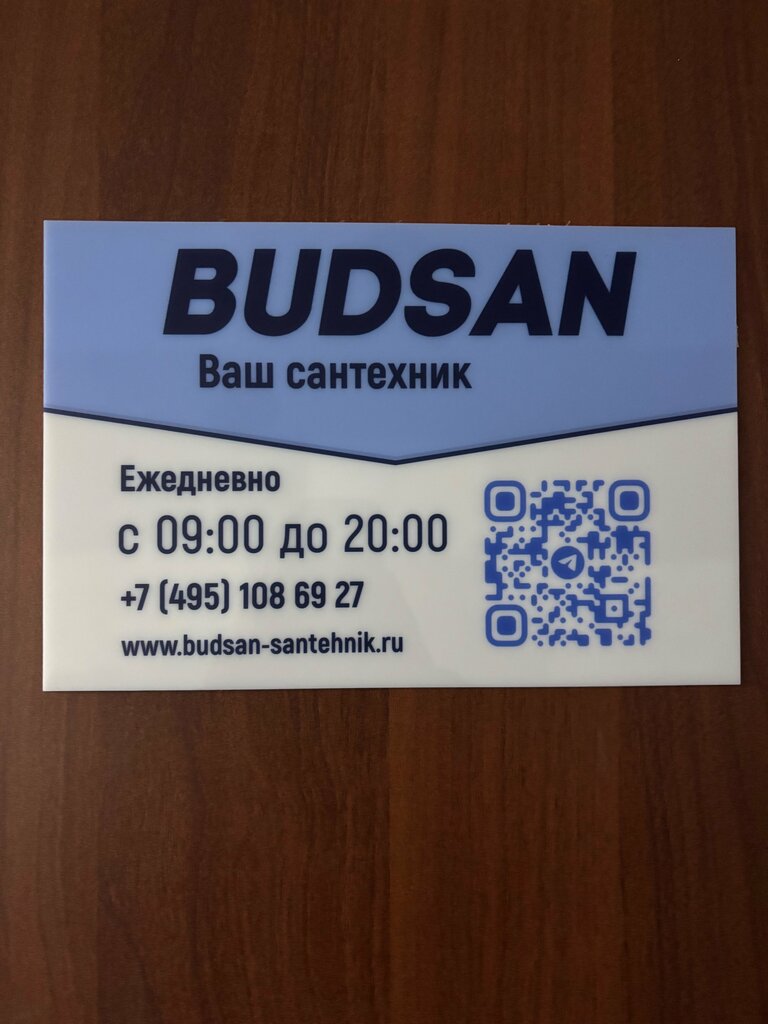 BUDSAN
Ваш сантехник
Ежедневно
с 09:00 до 20:00
+7 (495) 108 69 27
www.budsan-santehnik.ru